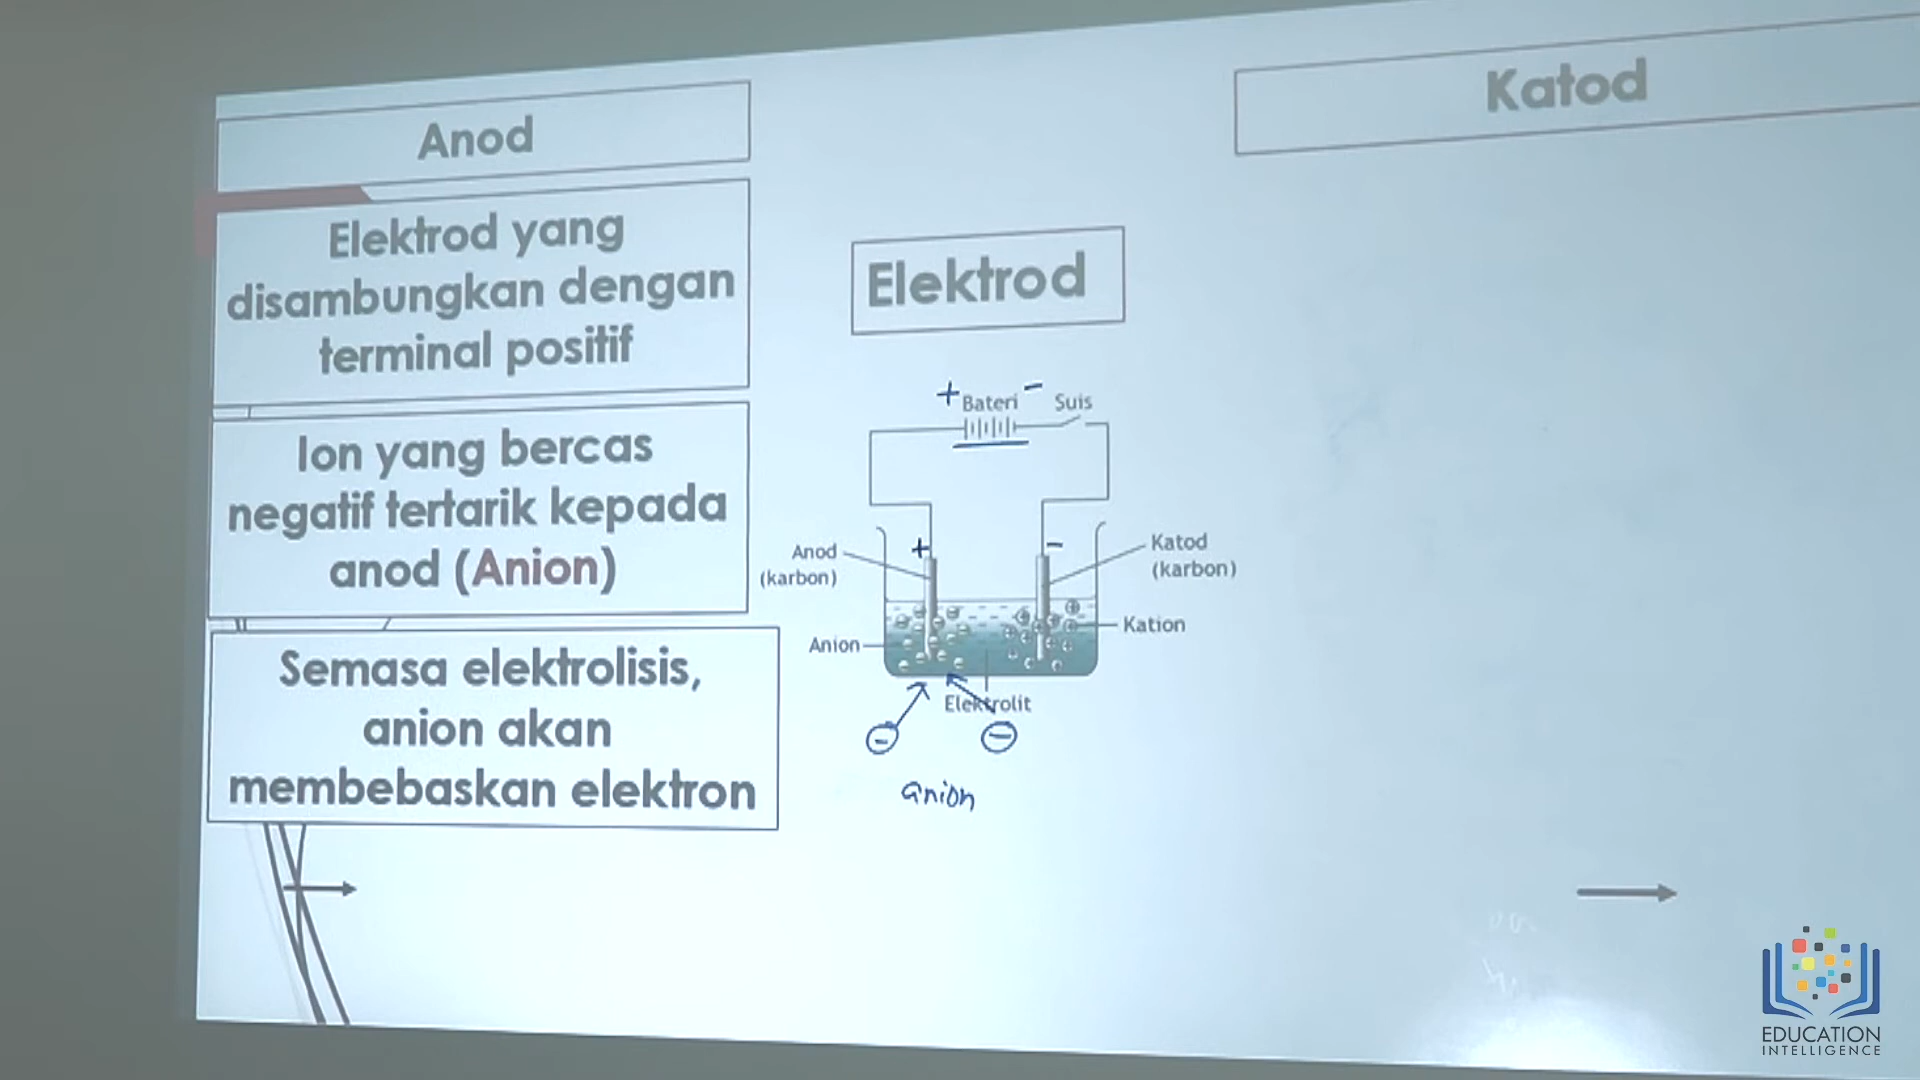 Anod
Elektrod yang
disambungkan dengan
terminal positif
Ion yang bercas
negatif tertarik kepada
anod (Anion)
Semasa elektrolisis,
anion akan
membebaskan elektron
Elektrod
+ Bateri - Suis
Anod
(karbon)
+
-
Katod
(karbon)
Anion
Kation
Elektrolit
- -
anion
Katod
EDUCATION
INTELLIGENCE